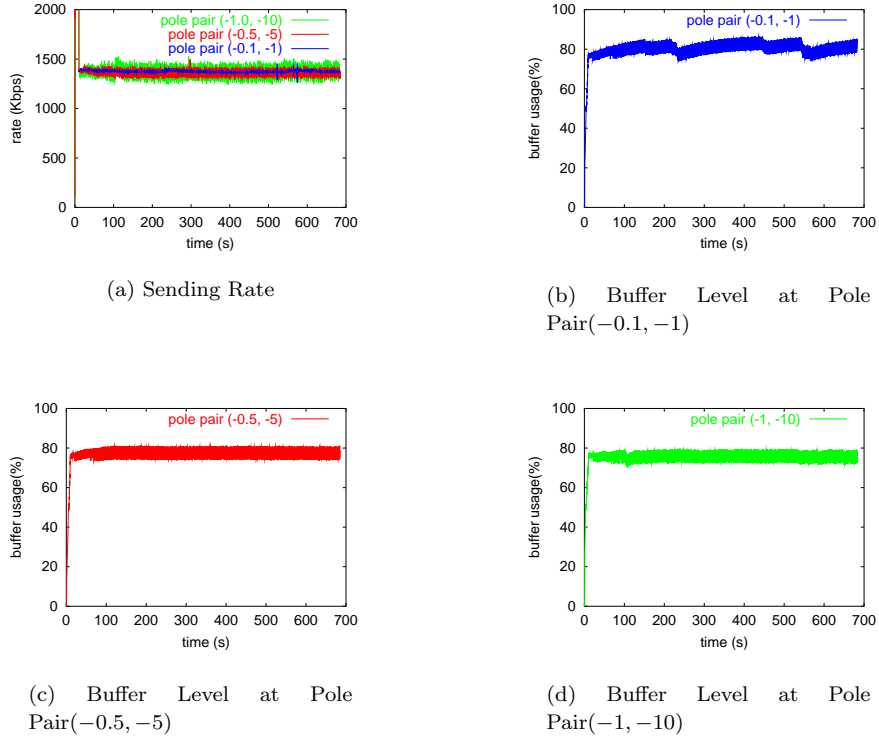 2000
1500
1000
500
0
rate (Kbps)
pole pair (-1.0, -10)
pole pair (-0.5, -5)
pole pair (-0.1, -1)
0 100 200 300 400 500 600 700
time (s)
(a) Sending Rate
100
80
60
40
20
0
buffer usage(%)
pole pair (-0.1, -1)
0 100 200 300 400 500 600 700
time (s)
(b) Buffer Level at Pole
Pair(−0.1, −1)
100
80
60
40
20
0
buffer usage(%)
pole pair (-0.5, -5)
0 100 200 300 400 500 600 700
time (s)
(c) Buffer Level at Pole
Pair(−0.5, −5)
100
80
60
40
20
0
buffer usage(%)
pole pair (-1, -10)
0 100 200 300 400 500 600 700
time (s)
(d) Buffer Level at Pole
Pair(−1, −10)